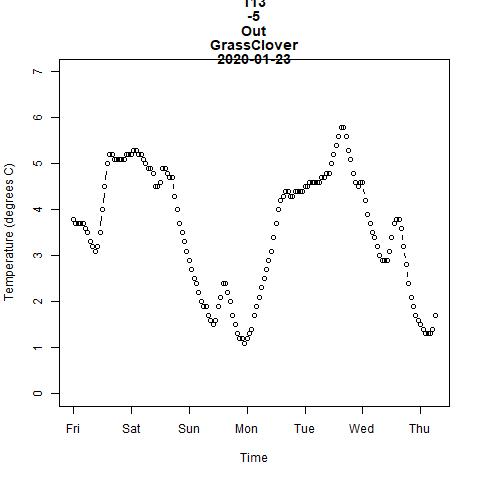 113
-5
Out
GrassClover
2020-01-23
Temperature (degrees C)
7
6
5
4
3
2
1
0
Fri Sat Sun Mon Tue Wed Thu
Time